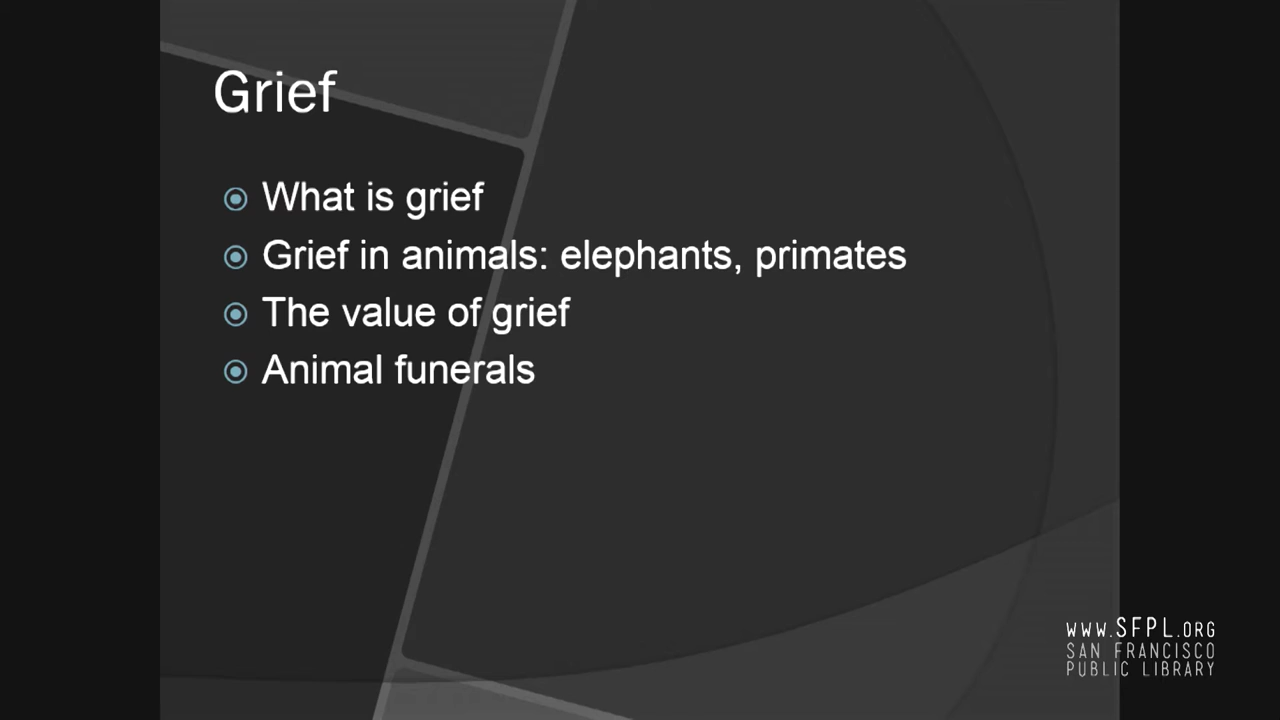 Grief
What is grief
Grief in animals: elephants, primates
The value of grief
Animal funerals
www.SFPL.ORG
SAN FRANCISCO
PUBLIC LIBRARY